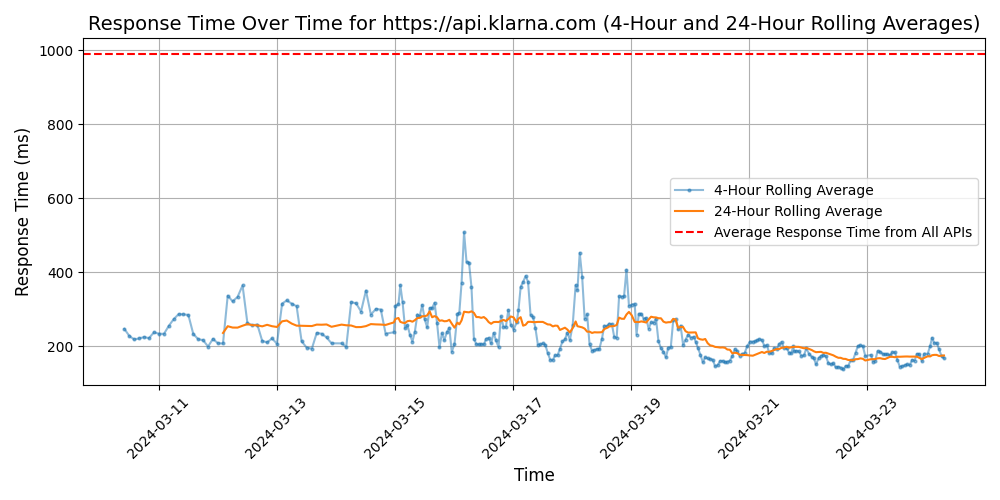 Response Time Over Time for https://api.klarna.com (4-Hour and 24-Hour Rolling Averages)
Response Time (ms)
1000
800
600
400
200
4-Hour Rolling Average
24-Hour Rolling Average
Average Response Time from All APIs
2024-03-11
2024-03-13
2024-03-15
2024-03-17
2024-03-19
2024-03-21
2024-03-23
Time